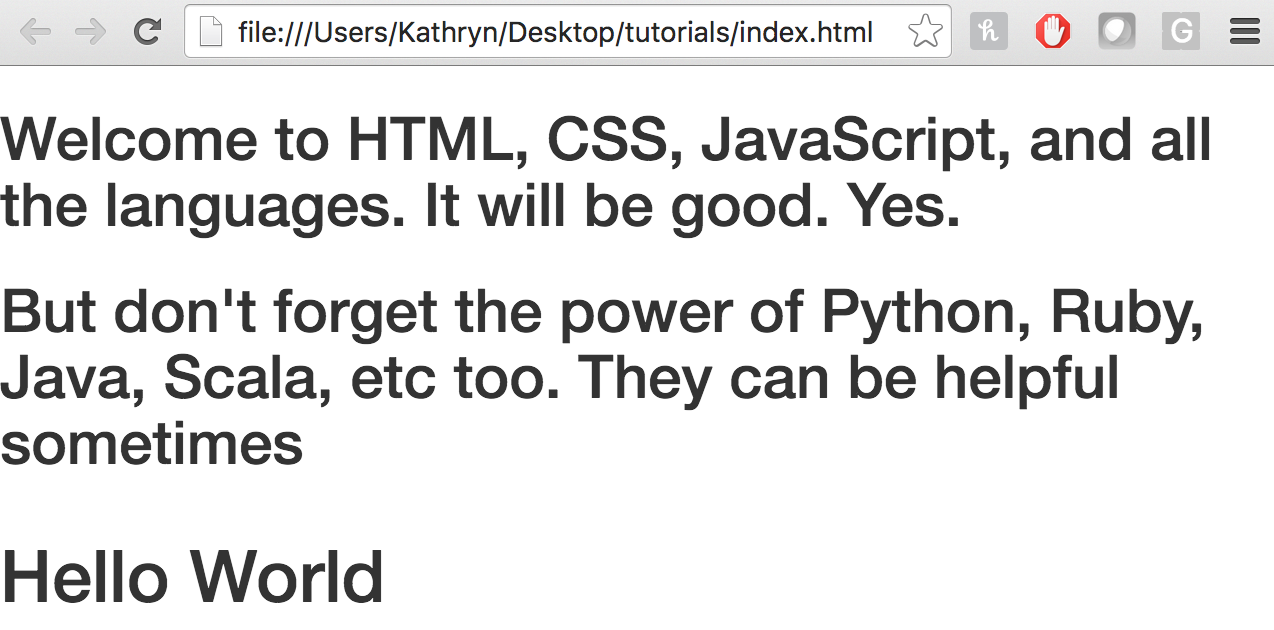 file:///Users/Kathryn/Desktop/tutorials/index.html
h
G
Welcome to HTML, CSS, JavaScript, and all
the languages. It will be good. Yes.
But don't forget the power of Python, Ruby,
Java, Scala, etc too. They can be helpful
sometimes
Hello World